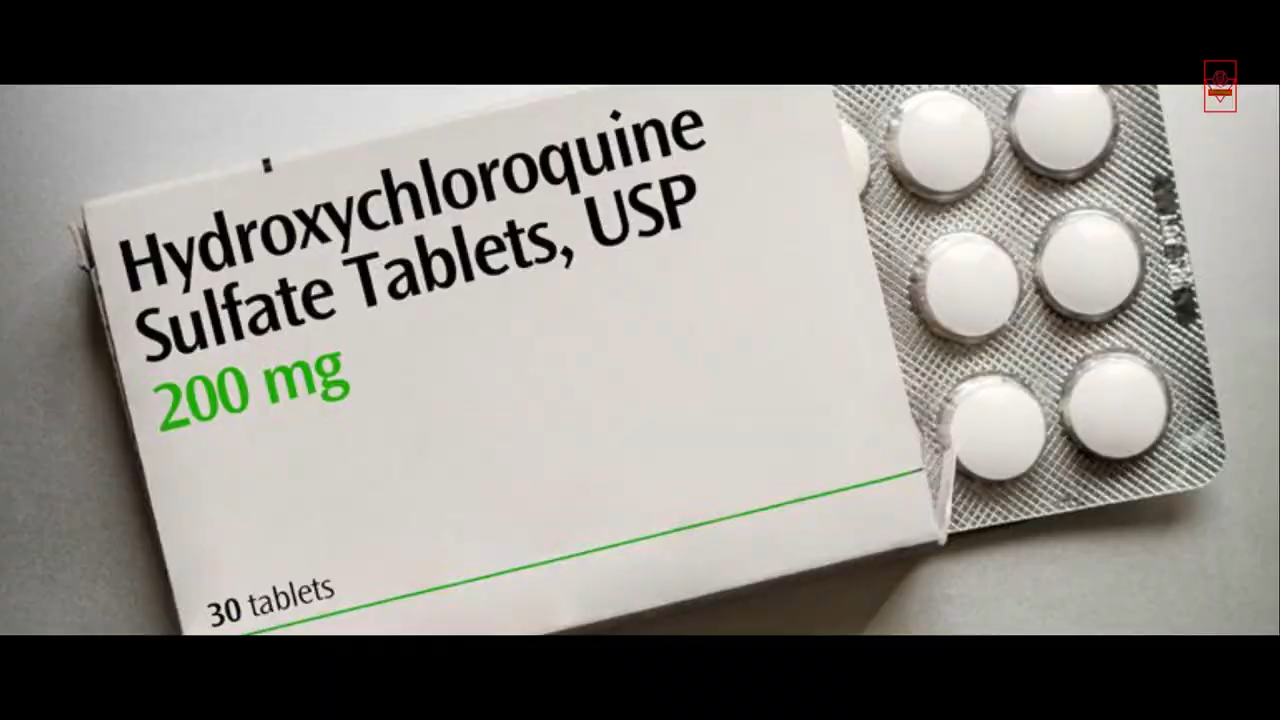 Hydroxychloroquine
Sulfate Tablets, USP
200 mg
30 tablets